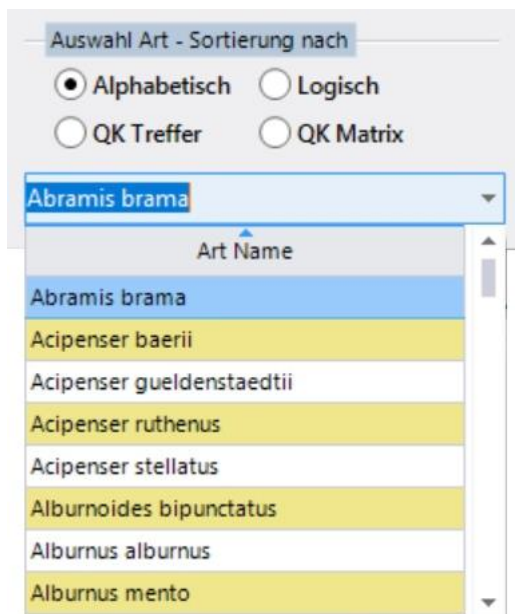 Auswahl Art - Sortierung nach
Alphabetisch Logisch
QK Treffer QK Matrix
Abramis brama
Art Name
Abramis brama
Acipenser baerii
Acipenser gueldenstaedtii
Acipenser ruthenus
Acipenser stellatus
Alburnoides bipunctatus
Alburnus alburnus
Alburnus mento